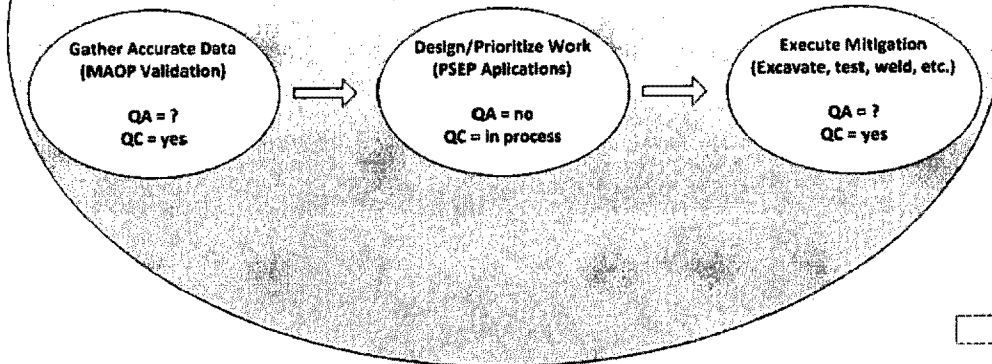 Gather Accurate Data
(MAOP Validation)
QA = ?
QC = yes
Design/Prioritize Work
(PSEP Aplications)
QA = no
QC = in process
Execute Mitigation
(Excavate, test, weld, etc.)
QA = ?
QC = yes